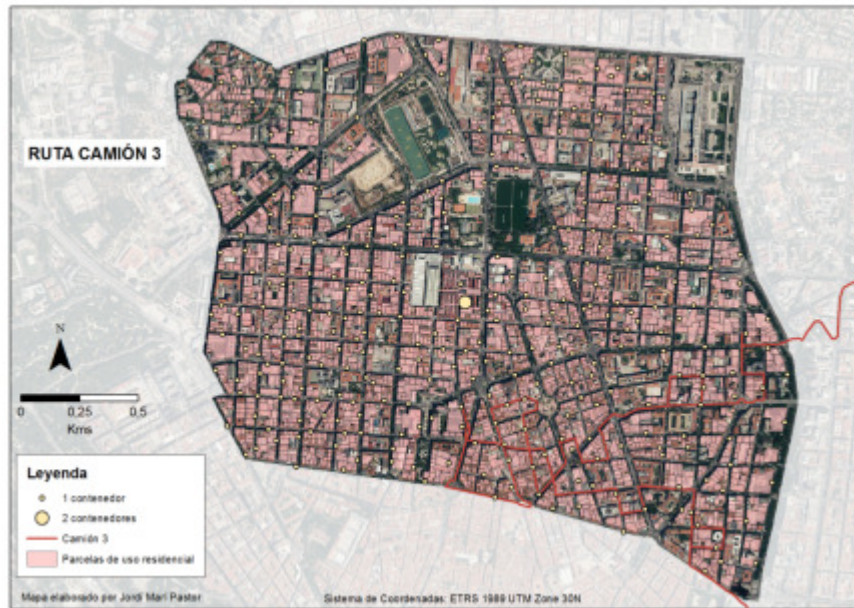 RUTA CAMIÓN 3
N
0 0,25 0,5
Kms
Leyenda
1 contenedor
2 contenedores
Camión 3
Parcelas de uso residencial
Mapa elaborado por Jordi Marí Pastor
Sistema de Coordenadas: ETRS 1989 UTM Zone 30N